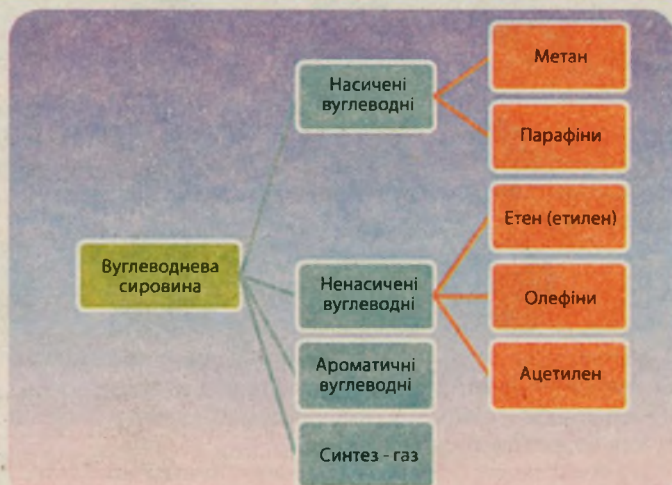 Вуглеводнева
сировина
Насичені
вуглеводні
Метан
Парафіни
Ненасичені
вуглеводні
Етен (етилен)
Олефіни
Ацетилен
Ароматичні
вуглеводні
Синтез - газ